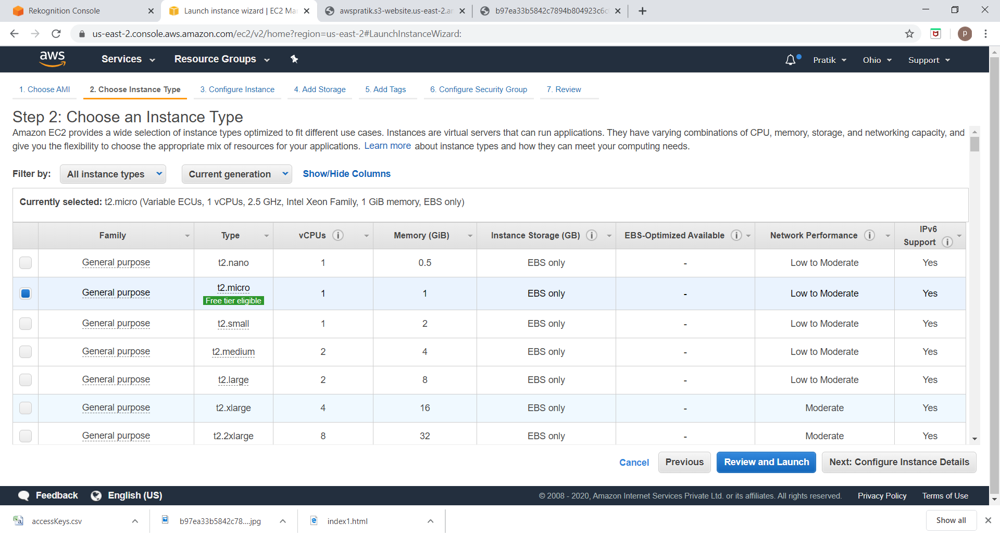 Rekognition Console
Launch instance wizard | EC2 Ma
awspratik.s3-website.us-east-2.a
b97ea33b5842c7894b804923c6c
us-east-2.console.aws.amazon.com/ec2/v2/home?region=us-east-2#LaunchInstanceWizard:
p
aws
Services
Resource Groups
Pratik
Ohio
Support
1. Choose AMI
2. Choose Instance Type
3. Configure Instance
4. Add Storage
5. Add Tags
6. Configure Security Group
7. Review
Step 2: Choose an Instance Type
Amazon EC2 provides a wide selection of instance types optimized to fit different use cases. Instances are virtual servers that can run applications. They have varying combinations of CPU, memory, storage, and networking capacity, and
give you the flexibility to choose the appropriate mix of resources for your applications. Learn more about instance types and how they can meet your computing needs.
Filter by: All instance types Current generation Show/Hide Columns
Currently selected: t2.micro (Variable ECUs, 1 vCPUs, 2.5 GHz, Intel Xeon Family, 1 GiB memory, EBS only)
Family Type vCPUs Memory (GiB) Instance Storage (GB) EBS-Optimized Available Network Performance IPv6 Support
General purpose t2.nano 1 0.5 EBS only - Low to Moderate Yes
General purpose t2.micro Free tier eligible 1 1 EBS only - Low to Moderate Yes
General purpose t2.small 1 2 EBS only - Low to Moderate Yes
General purpose t2.medium 2 4 EBS only - Low to Moderate Yes
General purpose t2.large 2 8 EBS only - Low to Moderate Yes
General purpose t2.xlarge 4 16 EBS only - Moderate Yes
General purpose t2.2xlarge 8 32 EBS only - Moderate Yes
Cancel Previous Review and Launch Next: Configure Instance Details
Feedback English (US) © 2008 - 2020, Amazon Internet Services Private Ltd. or its affiliates. All rights reserved. Privacy Policy Terms of Use
accessKeys.csv b97ea33b5842c78....jpg index1.html Show all